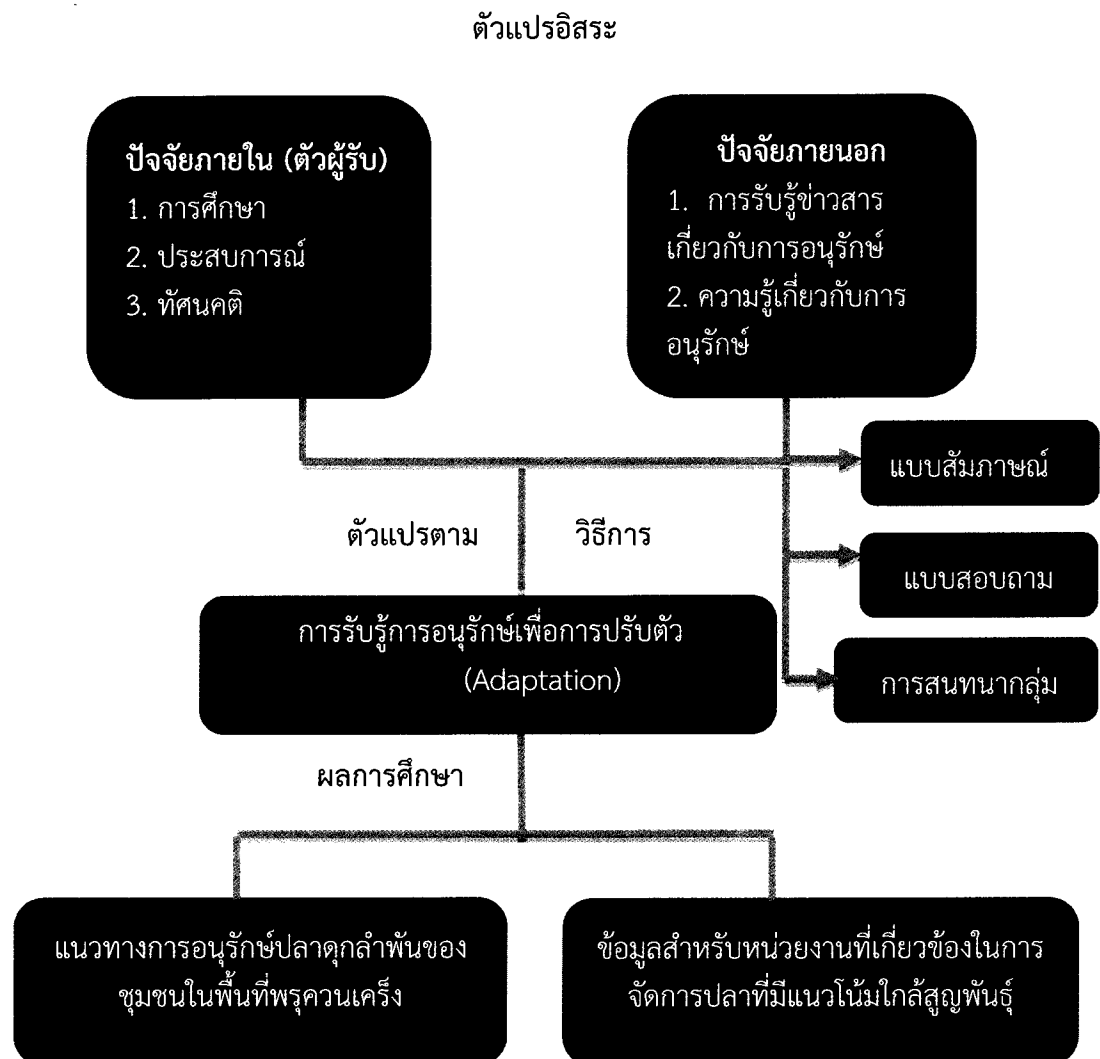 ตัวแปรอิสระ
ปัจจัยภายใน (ตัวผู้รับ)
1. การศึกษา
2. ประสบการณ์
3. ทัศนคติ
ปัจจัยภายนอก
1. การรับรู้ข่าวสาร
เกี่ยวกับการอนุรักษ์
2. ความรู้เกี่ยวกับการ
อนุรักษ์
แบบสัมภาษณ์
ตัวแปรตาม
วิธีการ
แบบสอบถาม
การรับรู้การอนุรักษ์เพื่อการปรับตัว
(Adaptation)
การสนทนากลุ่ม
ผลการศึกษา
แนวทางการอนุรักษ์ปลาดุกลำพันของ
ชุมชนในพื้นที่พรุควนเคร็ง
ข้อมูลสำหรับหน่วยงานที่เกี่ยวข้องในการ
จัดการปลาที่มีแนวโน้มใกล้สูญพันธุ์